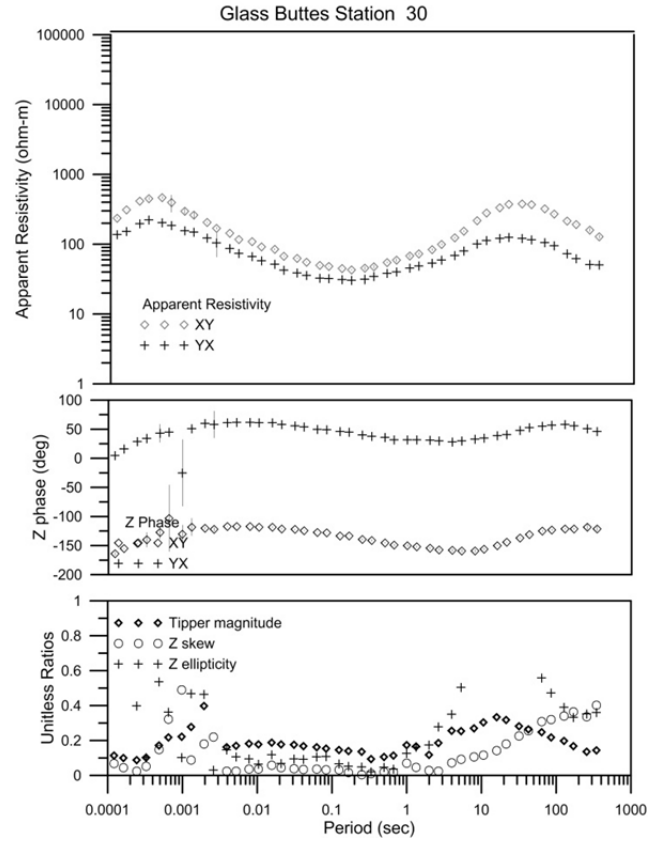 Glass Buttes Station 30
100000
10000
1000
100
10
1
Apparent Resistivity (ohm-m)
Apparent Resistivity
XY
YX
100
50
0
-50
-100
-150
-200
Z phase (deg)
Z Phase
XY
YX
1
0.8
0.6
0.4
0.2
0
Unitless Ratios
Tipper magnitude
Z skew
Z ellipticity
0.0001 0.001 0.01 0.1 1 10 100 1000
Period (sec)